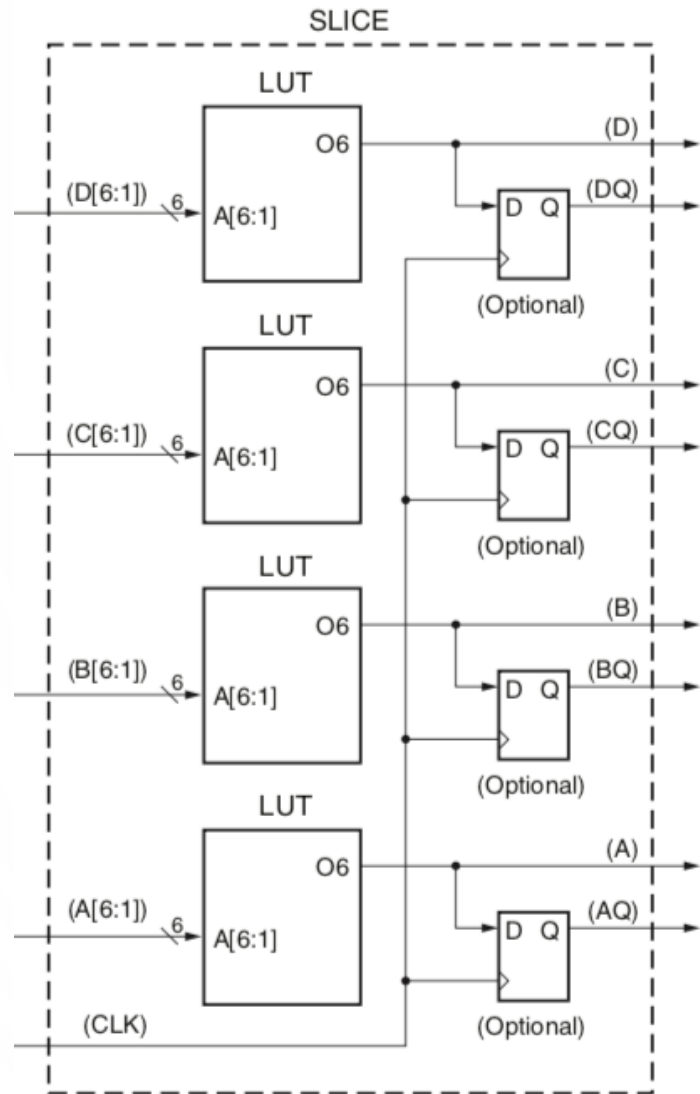 SLICE
LUT
O6
(D)
(D[6:1])
6
A[6:1]
D Q
(DQ)
(Optional)
LUT
O6
(C)
(C[6:1])
6
A[6:1]
D Q
(CQ)
(Optional)
LUT
O6
(B)
(B[6:1])
6
A[6:1]
D Q
(BQ)
(Optional)
LUT
O6
(A)
(A[6:1])
6
A[6:1]
D Q
(AQ)
(CLK)
(Optional)